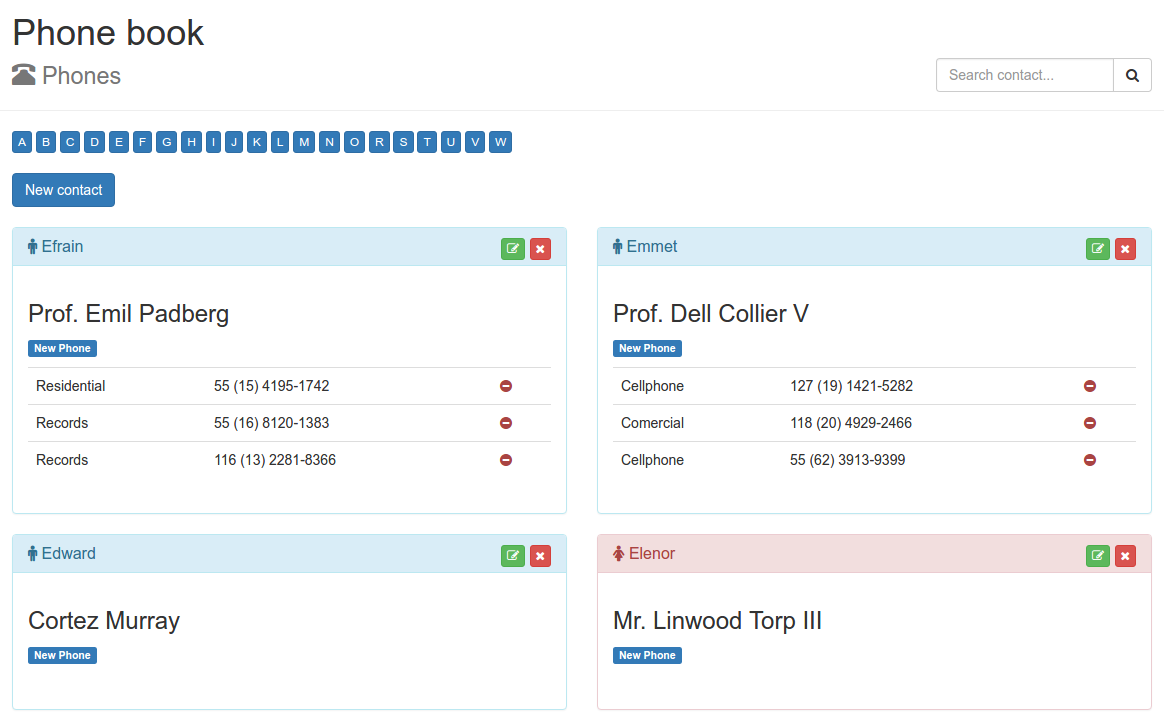 Phone book
Phones
Search contact...
A B C D E F G H I J K L M N O R S T U V W
New contact
Efrain
Prof. Emil Padberg
New Phone
Residential 55 (15) 4195-1742
Records 55 (16) 8120-1383
Records 116 (13) 2281-8366
Emmet
Prof. Dell Collier V
New Phone
Cellphone 127 (19) 1421-5282
Comercial 118 (20) 4929-2466
Cellphone 55 (62) 3913-9399
Edward
Cortez Murray
New Phone
Elenor
Mr. Linwood Torp III
New Phone